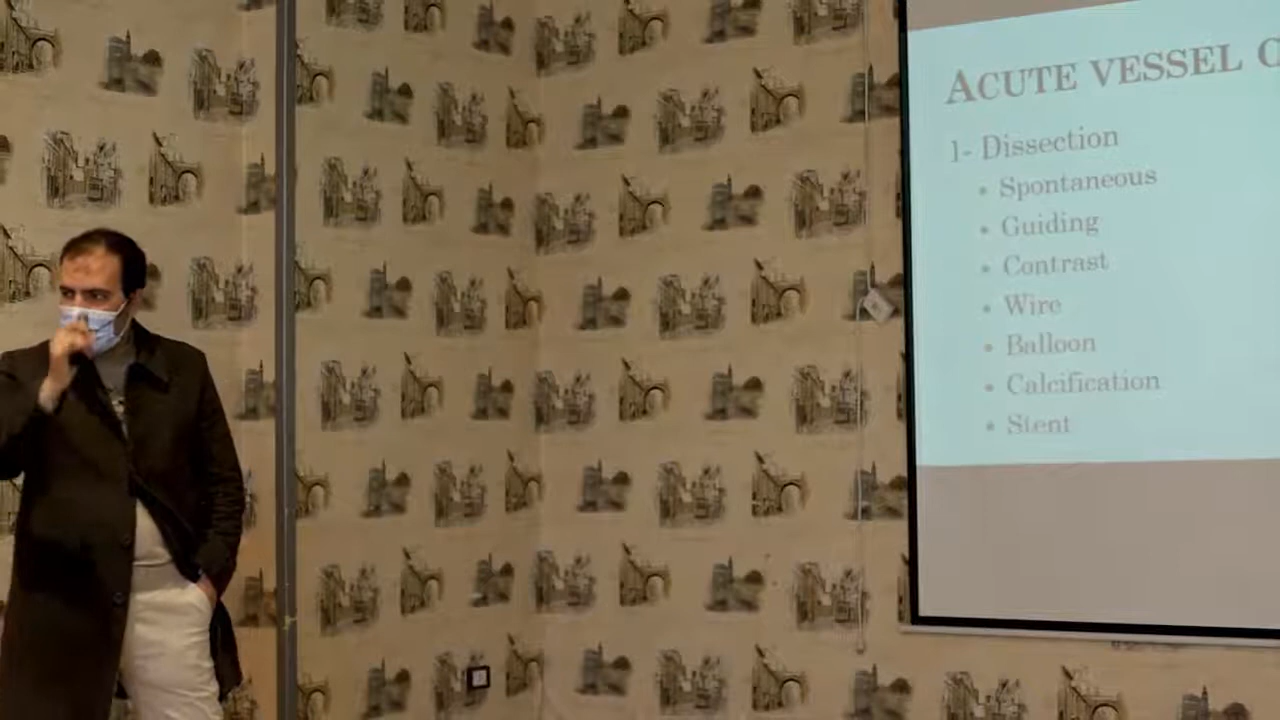 ACUTE VESSEL C
1- Dissection
• Spontaneous
• Guiding
• Contrast
• Wire
• Balloon
• Calcification
• Stent